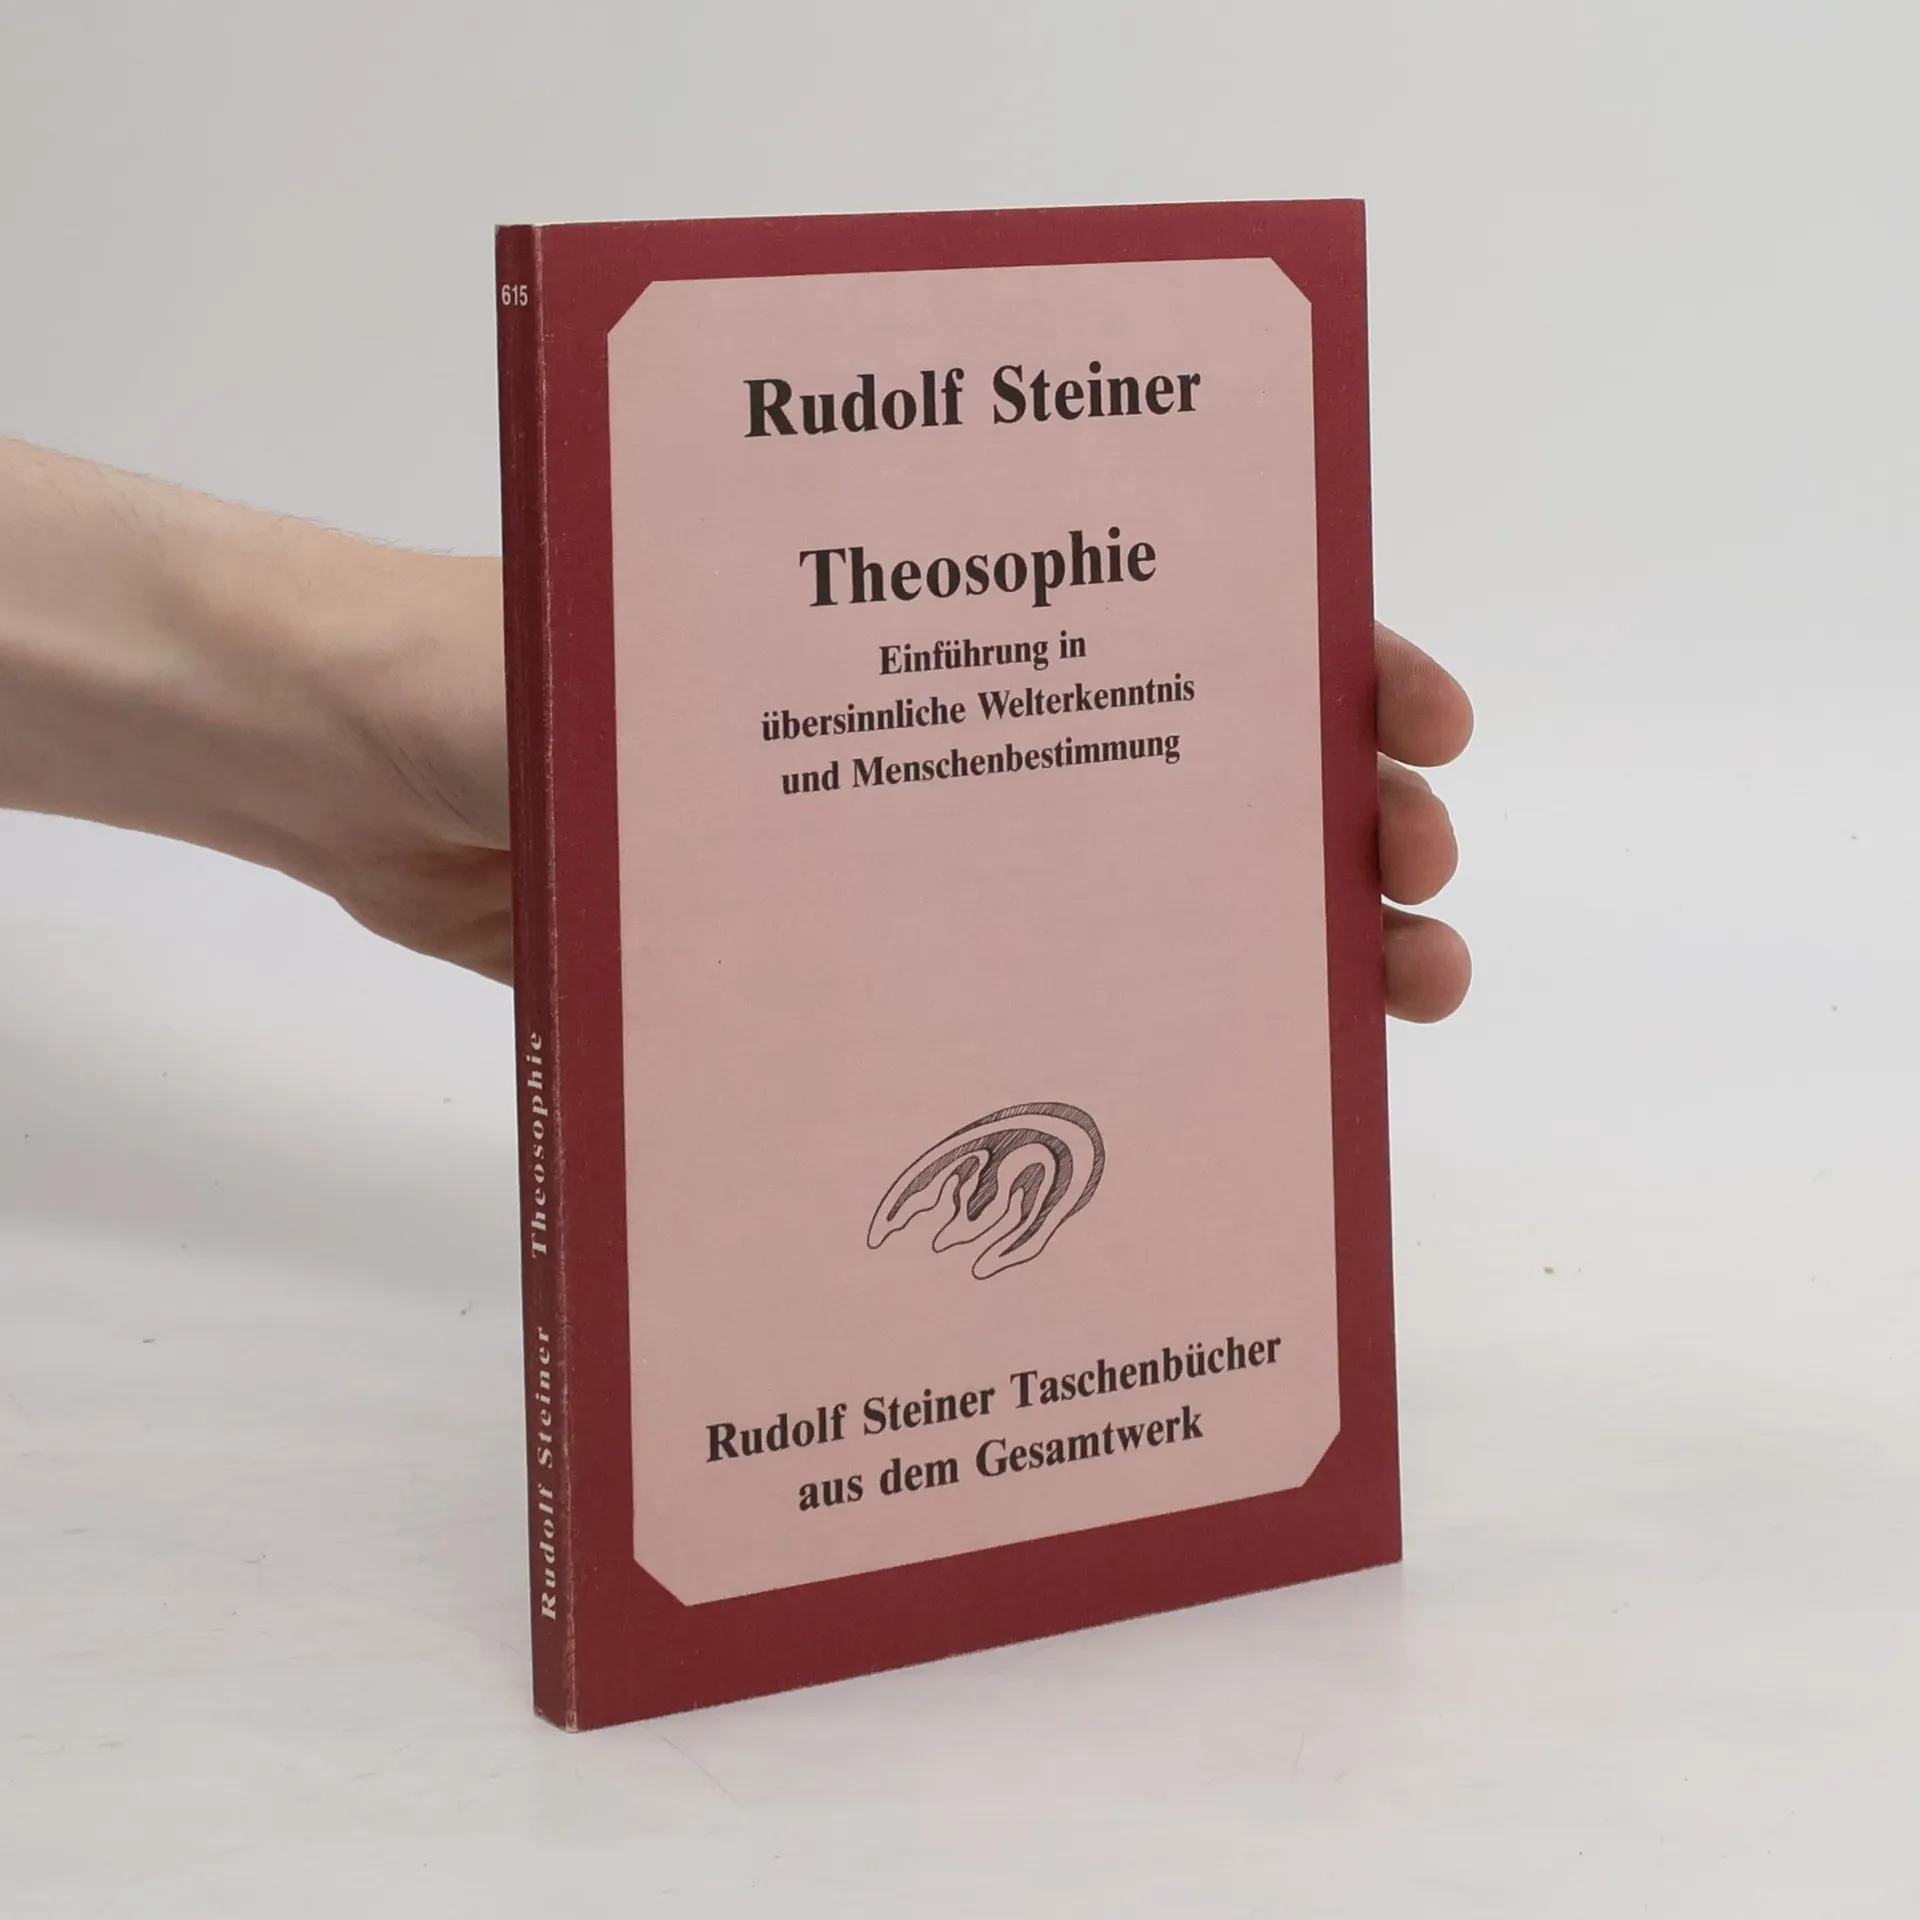 615
Rudolf Steiner Theosophie
Rudolf Steiner
Theosophie
Einführung in
übersinnliche Welterkenntnis
und Menschenbestimmung
Rudolf Steiner Taschenbücher
aus dem Gesamtwerk